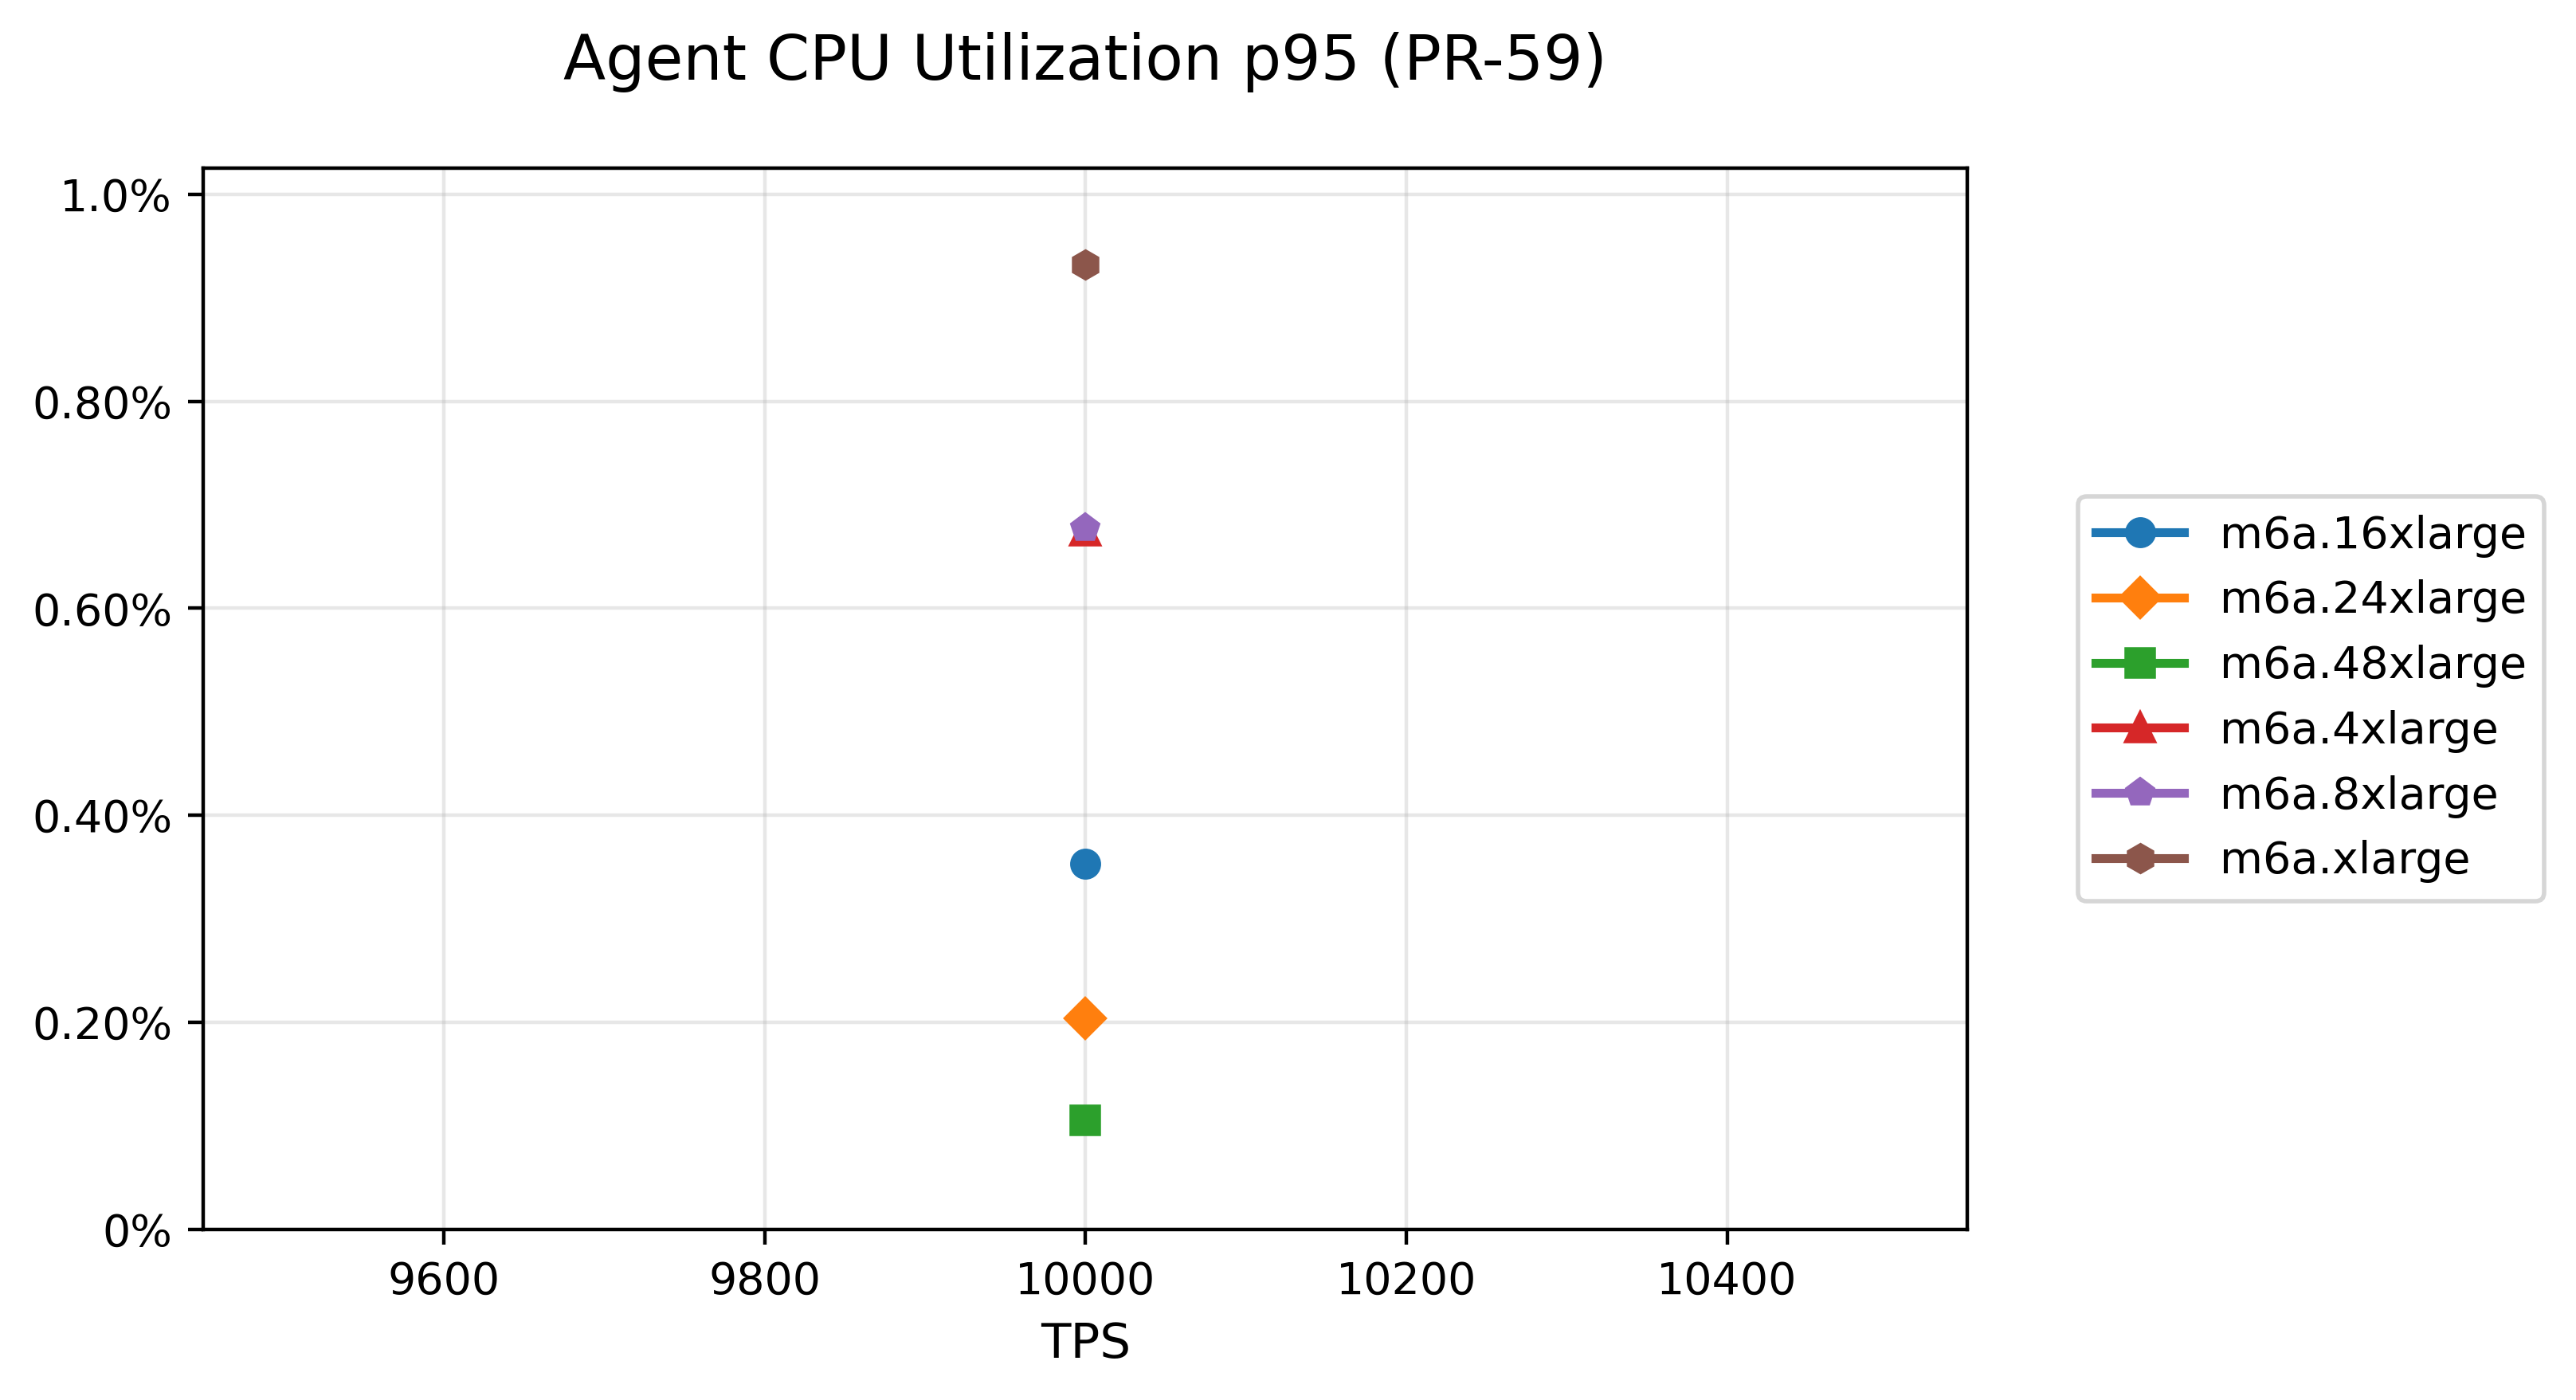 Agent CPU Utilization p95 (PR-59)
1.0%
0.80%
0.60%
0.40%
0.20%
0%
9600 9800 10000 10200 10400
TPS
m6a.16xlarge
m6a.24xlarge
m6a.48xlarge
m6a.4xlarge
m6a.8xlarge
m6a.xlarge